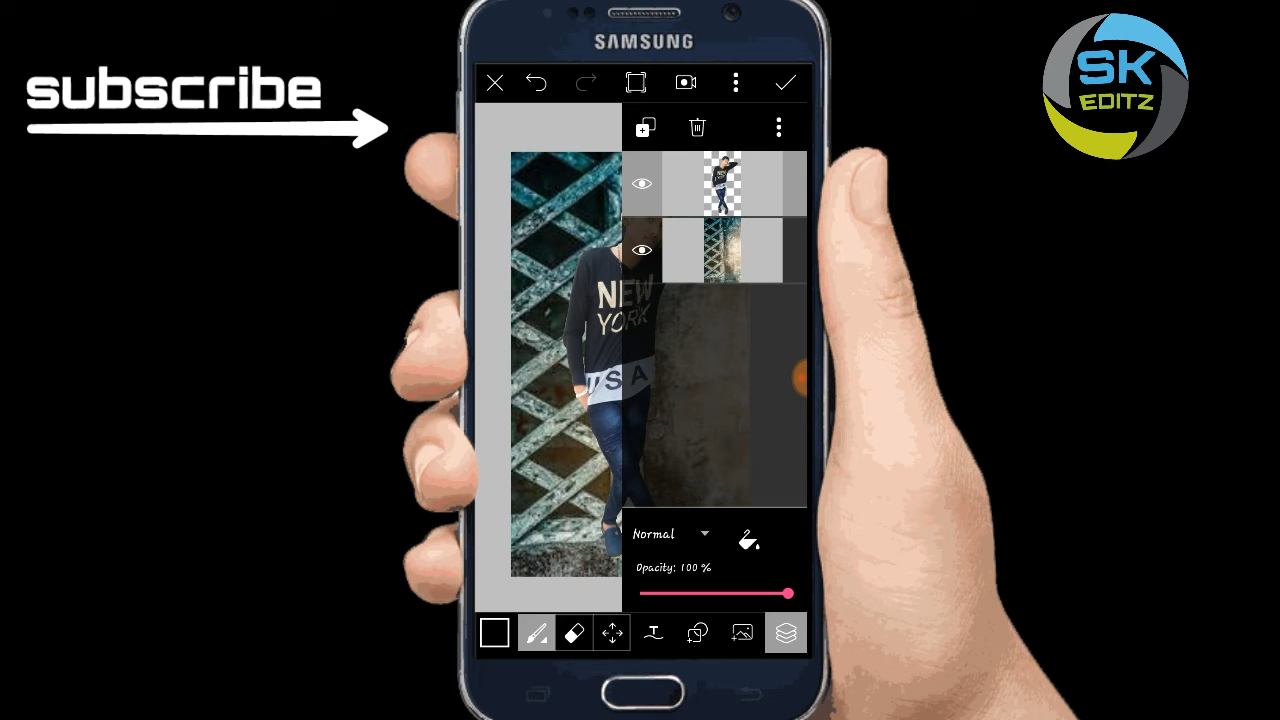 SAMSUNG
subscribe
SK
EDITZ
NEW
YORK
USA
Normal
Opacity: 100 %